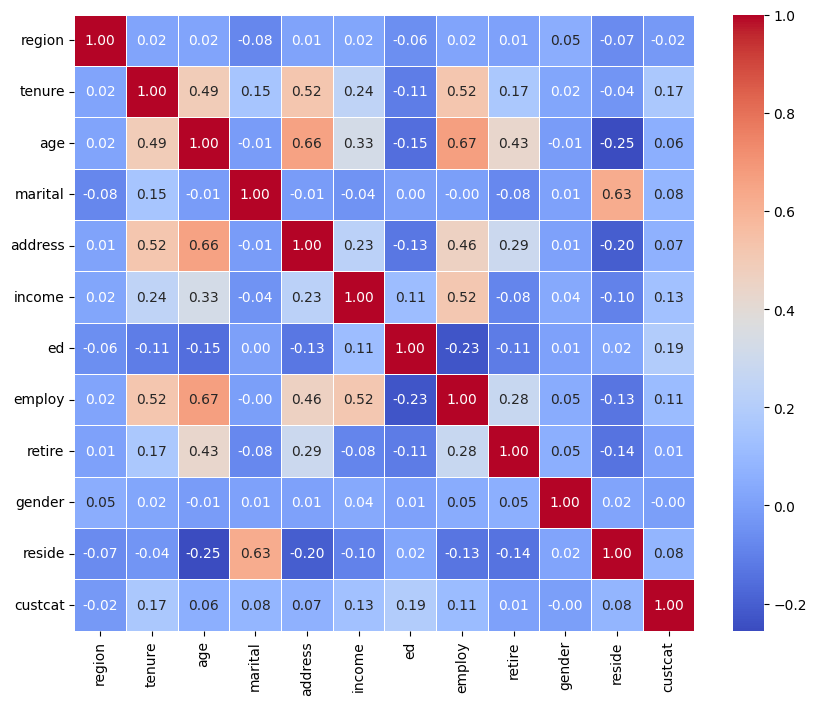 region 1.00 0.02 0.02 -0.08 0.01 0.02 -0.06 0.02 0.01 0.05 -0.07 -0.02
tenure 0.02 1.00 0.49 0.15 0.52 0.24 -0.11 0.52 0.17 0.02 -0.04 0.17
age 0.02 0.49 1.00 -0.01 0.66 0.33 -0.15 0.67 0.43 -0.01 -0.25 0.06
marital -0.08 0.15 -0.01 1.00 -0.01 -0.04 0.00 -0.00 -0.08 0.01 0.63 0.08
address 0.01 0.52 0.66 -0.01 1.00 0.23 -0.13 0.46 0.29 0.01 -0.20 0.07
income 0.02 0.24 0.33 -0.04 0.23 1.00 0.11 0.52 -0.08 0.04 -0.10 0.13
ed -0.06 -0.11 -0.15 0.00 -0.13 0.11 1.00 -0.23 -0.11 0.01 0.02 0.19
employ 0.02 0.52 0.67 -0.00 0.46 0.52 -0.23 1.00 0.28 0.05 -0.13 0.11
retire 0.01 0.17 0.43 -0.08 0.29 -0.08 -0.11 0.28 1.00 0.05 -0.14 0.01
gender 0.05 0.02 -0.01 0.01 0.01 0.04 0.01 0.05 0.05 1.00 0.02 -0.00
reside -0.07 -0.04 -0.25 0.63 -0.20 -0.10 0.02 -0.13 -0.14 0.02 1.00 0.08
custcat -0.02 0.17 0.06 0.08 0.07 0.13 0.19 0.11 0.01 -0.00 0.08 1.00
region tenure age marital address income ed employ retire gender reside custcat
1.0
0.8
0.6
0.4
0.2
0.0
−0.2